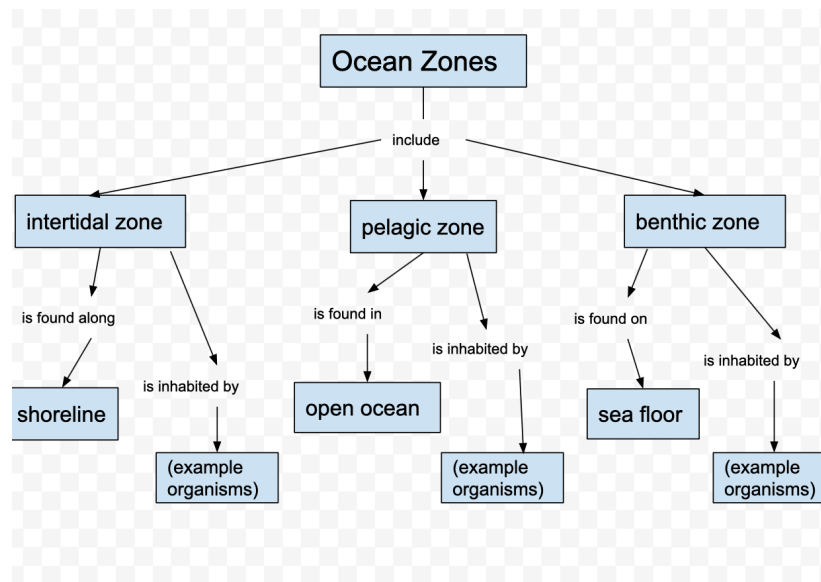 Ocean Zones
include
intertidal zone
pelagic zone
benthic zone
is found along
is found in
is found on
is inhabited by
is inhabited by
is inhabited by
shoreline
open ocean
sea floor
(example
organisms)
(example
organisms)
(example
organisms)